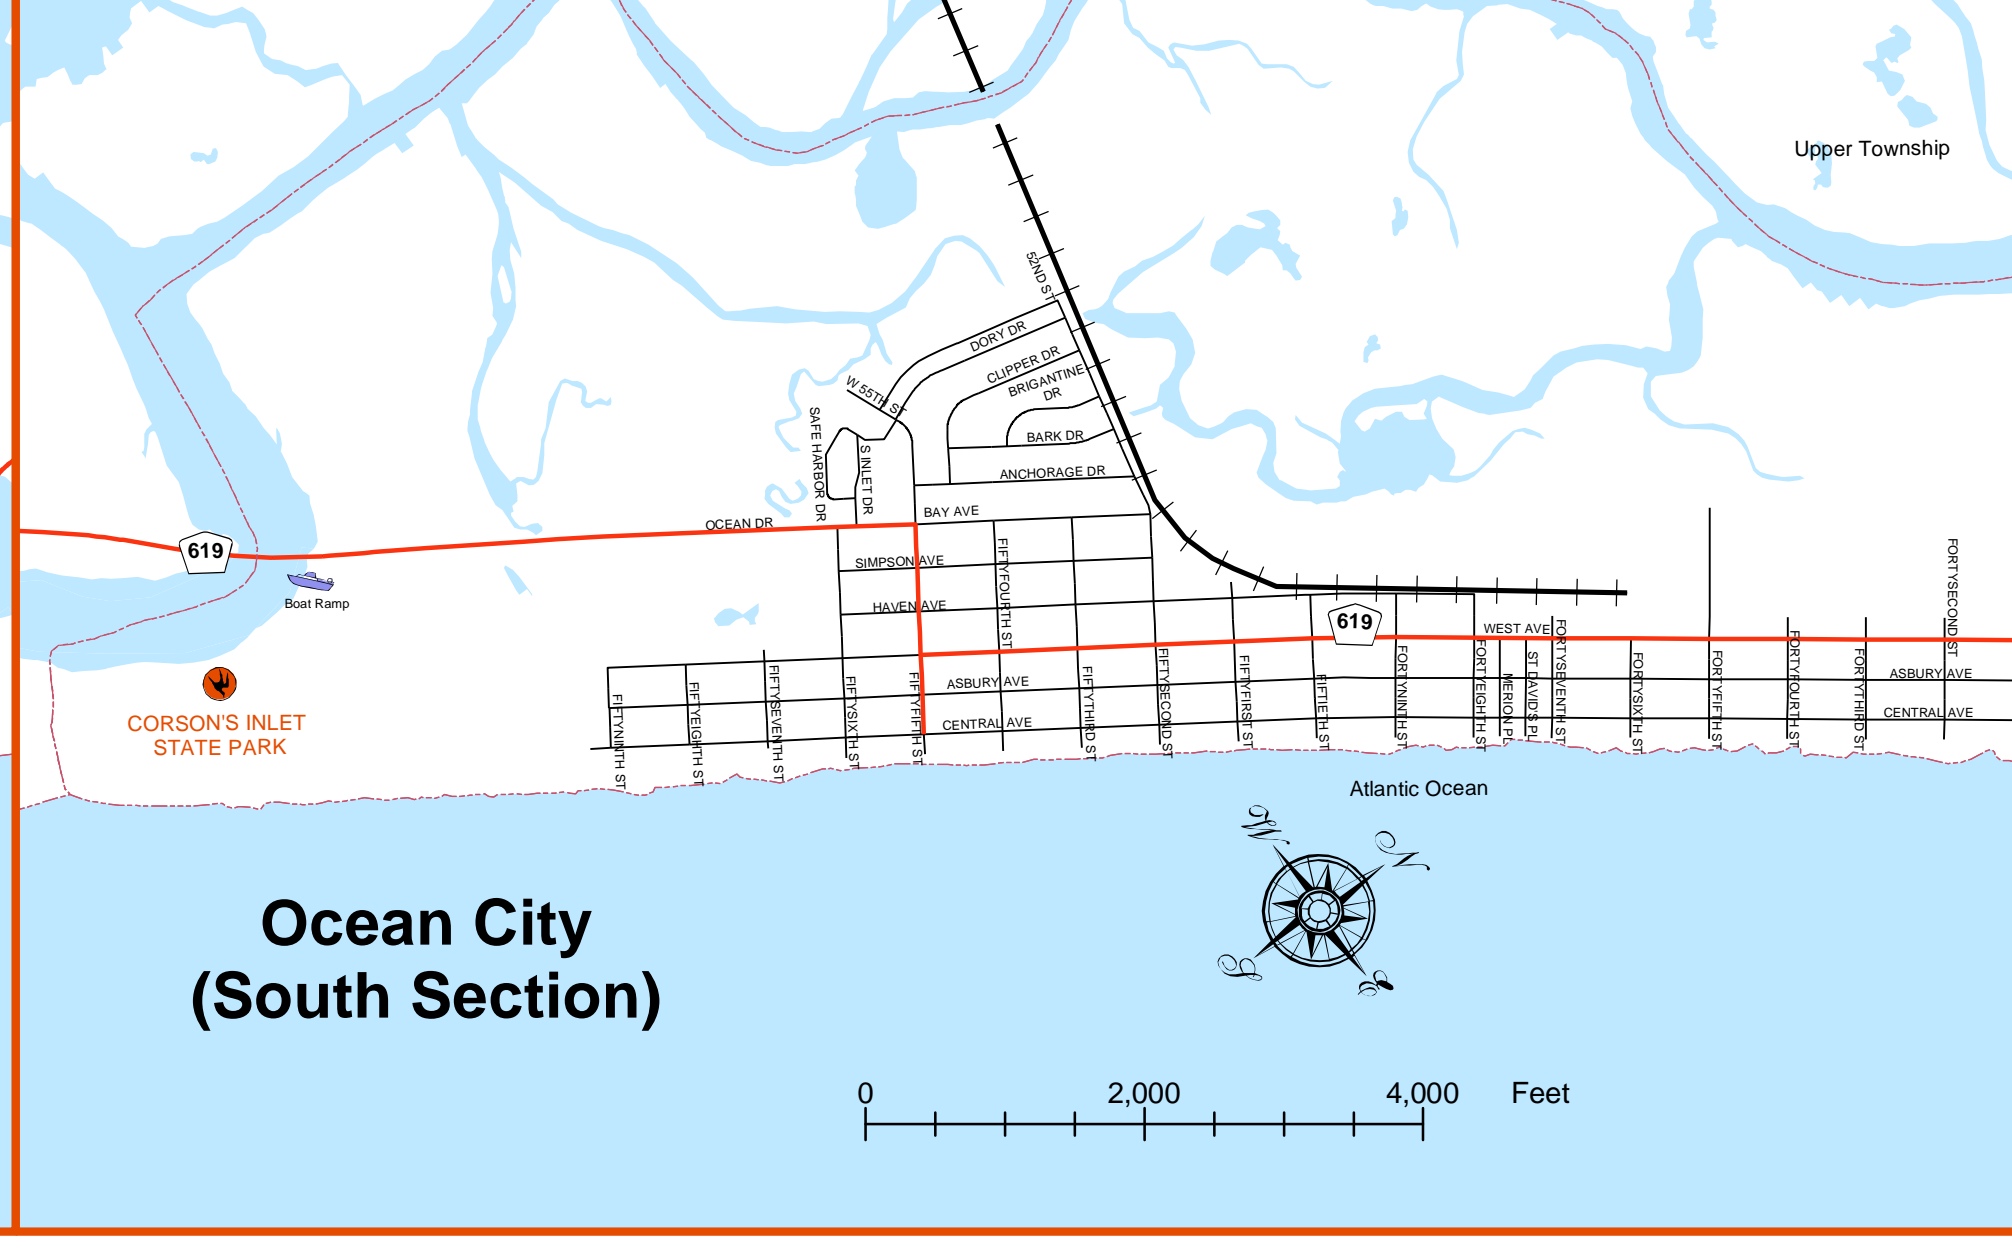 Upper Township
52ND ST
DORY DR
CLIPPER DR
BRIGANTINE
DR
W 55TH ST
BARK DR
SAFE HARBOR DR
S INLET DR
ANCHORAGE DR
BAY AVE
OCEAN DR
619
SIMPSON AVE
HAVEN AVE
FIFTYFOURTH ST
Boat Ramp
619
WEST AVE
FORTYSECOND ST
ASBURY AVE
ASBURY AVE
CENTRAL AVE
CENTRAL AVE
FIFTYNINTH ST
FIFTYEIGHTH ST
FIFTYSEVENTH ST
FIFTYSIXTH ST
FIFTYFIFTH ST
FIFTYTHIRD ST
FIFTYSECOND ST
FIFTYFIRST ST
FIFTIETH ST
FORTYNINTH ST
FORTYEIGHTH ST
MERION PL
ST DAVID'S PL
FORTYSEVENTH ST
FORTYSIXTH ST
FORTYFIFTH ST
FORTYFOURTH ST
FORTYTHIRD ST
CORSON'S INLET
STATE PARK
Atlantic Ocean
W
N
S
E
Ocean City
(South Section)
0 2,000 4,000 Feet